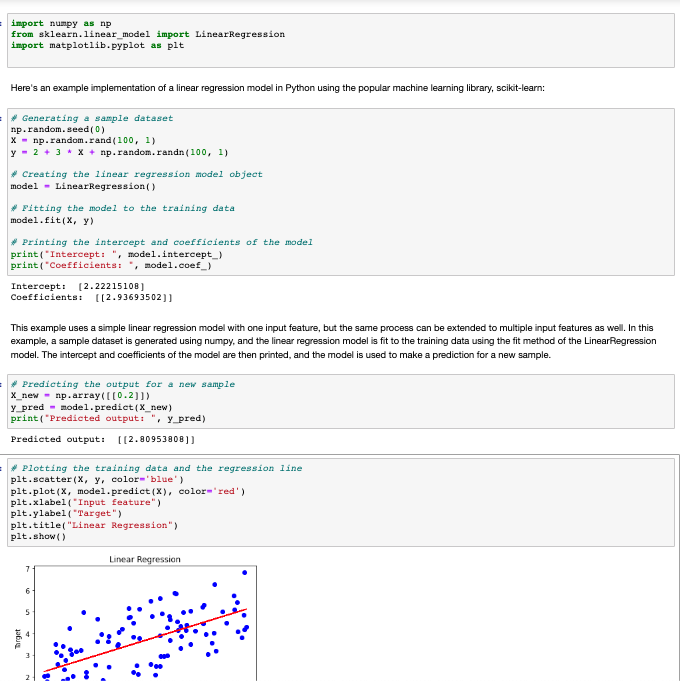 import numpy as np
from sklearn.linear_model import LinearRegression
import matplotlib.pyplot as plt
Here's an example implementation of a linear regression model in Python using the popular machine learning library, scikit-learn:
# Generating a sample dataset
np.random.seed(0)
X = np.random.rand(100, 1)
y = 2 + 3 * X + np.random.randn(100, 1)
# Creating the linear regression model object
model = LinearRegression()
# Fitting the model to the training data
model.fit(X, y)
# Printing the intercept and coefficients of the model
print("Intercept: ", model.intercept_)
print("Coefficients: ", model.coef_)
Intercept:  [2.22215108]
Coefficients:  [[2.93693502]]
This example uses a simple linear regression model with one input feature, but the same process can be extended to multiple input features as well. In this
example, a sample dataset is generated using numpy, and the linear regression model is fit to the training data using the fit method of the LinearRegression
model. The intercept and coefficients of the model are then printed, and the model is used to make a prediction for a new sample.
# Predicting the output for a new sample
X_new = np.array([[0.2]])
y_pred = model.predict(X_new)
print("Predicted output: ", y_pred)
Predicted output:  [[2.80953808]]
# Plotting the training data and the regression line
plt.scatter(X, y, color='blue')
plt.plot(X, model.predict(X), color='red')
plt.xlabel("Input feature")
plt.ylabel("Target")
plt.title("Linear Regression")
plt.show()
Linear Regression
7
6
5
4
3
2
Target